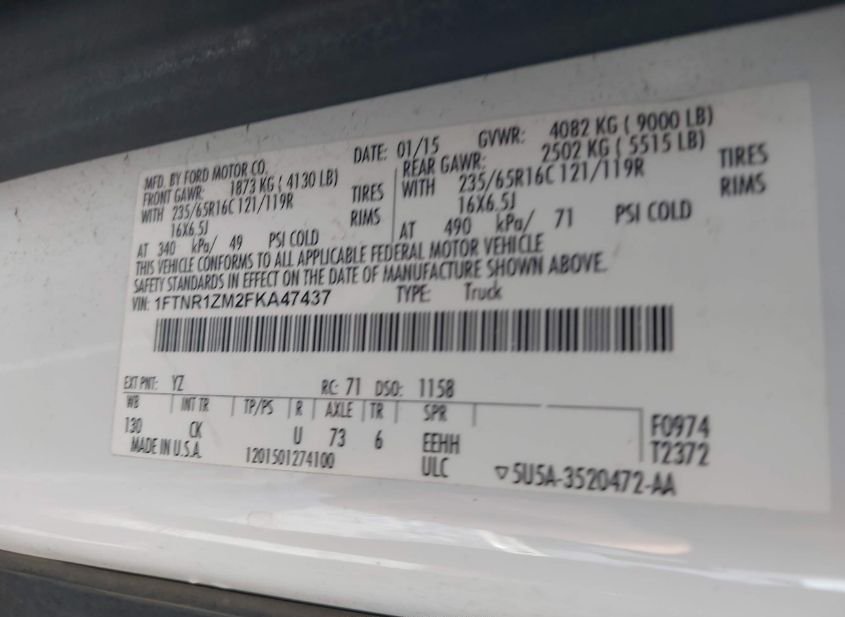 MFD. BY FORD MOTOR CO. DATE: 01/15 GVWR: 4082 KG ( 9000 LB)
FRONT GAWR: 1873 KG ( 4130 LB) REAR GAWR: 2502 KG ( 5515 LB)
WITH 235/65R16C 121/119R TIRES WITH 235/65R16C 121/119R TIRES
16X6.5J RIMS 16X6.5J RIMS
AT 340 kPa/ 49 PSI COLD AT 490 kPa/ 71 PSI COLD
THIS VEHICLE CONFORMS TO ALL APPLICABLE FEDERAL MOTOR VEHICLE
SAFETY STANDARDS IN EFFECT ON THE DATE OF MANUFACTURE SHOWN ABOVE.
VIN: 1FTNR1ZM2FKA47437 TYPE: Truck
EXT PNT: YZ RC: 71 DSO: 1158
WB INT TR TP/PS R AXLE TR SPR
130 CK U 73 6 EEHH F0974
MADE IN U.S.A. 1201501274100 ULC T2372
▽5U5A-3520472-AA